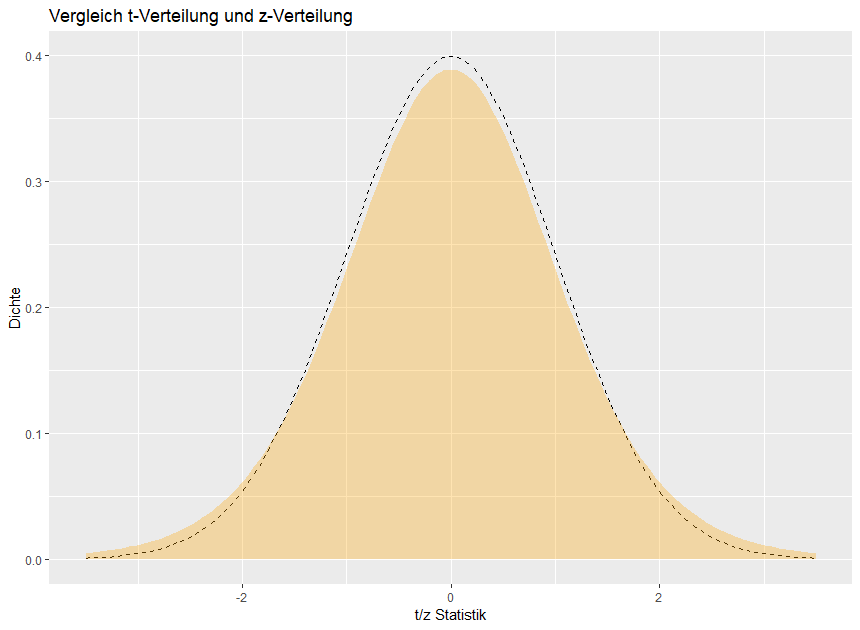 Vergleich t-Verteilung und z-Verteilung
0.4
0.3
0.2
0.1
0.0
Dichte
-2 0 2
t/z Statistik